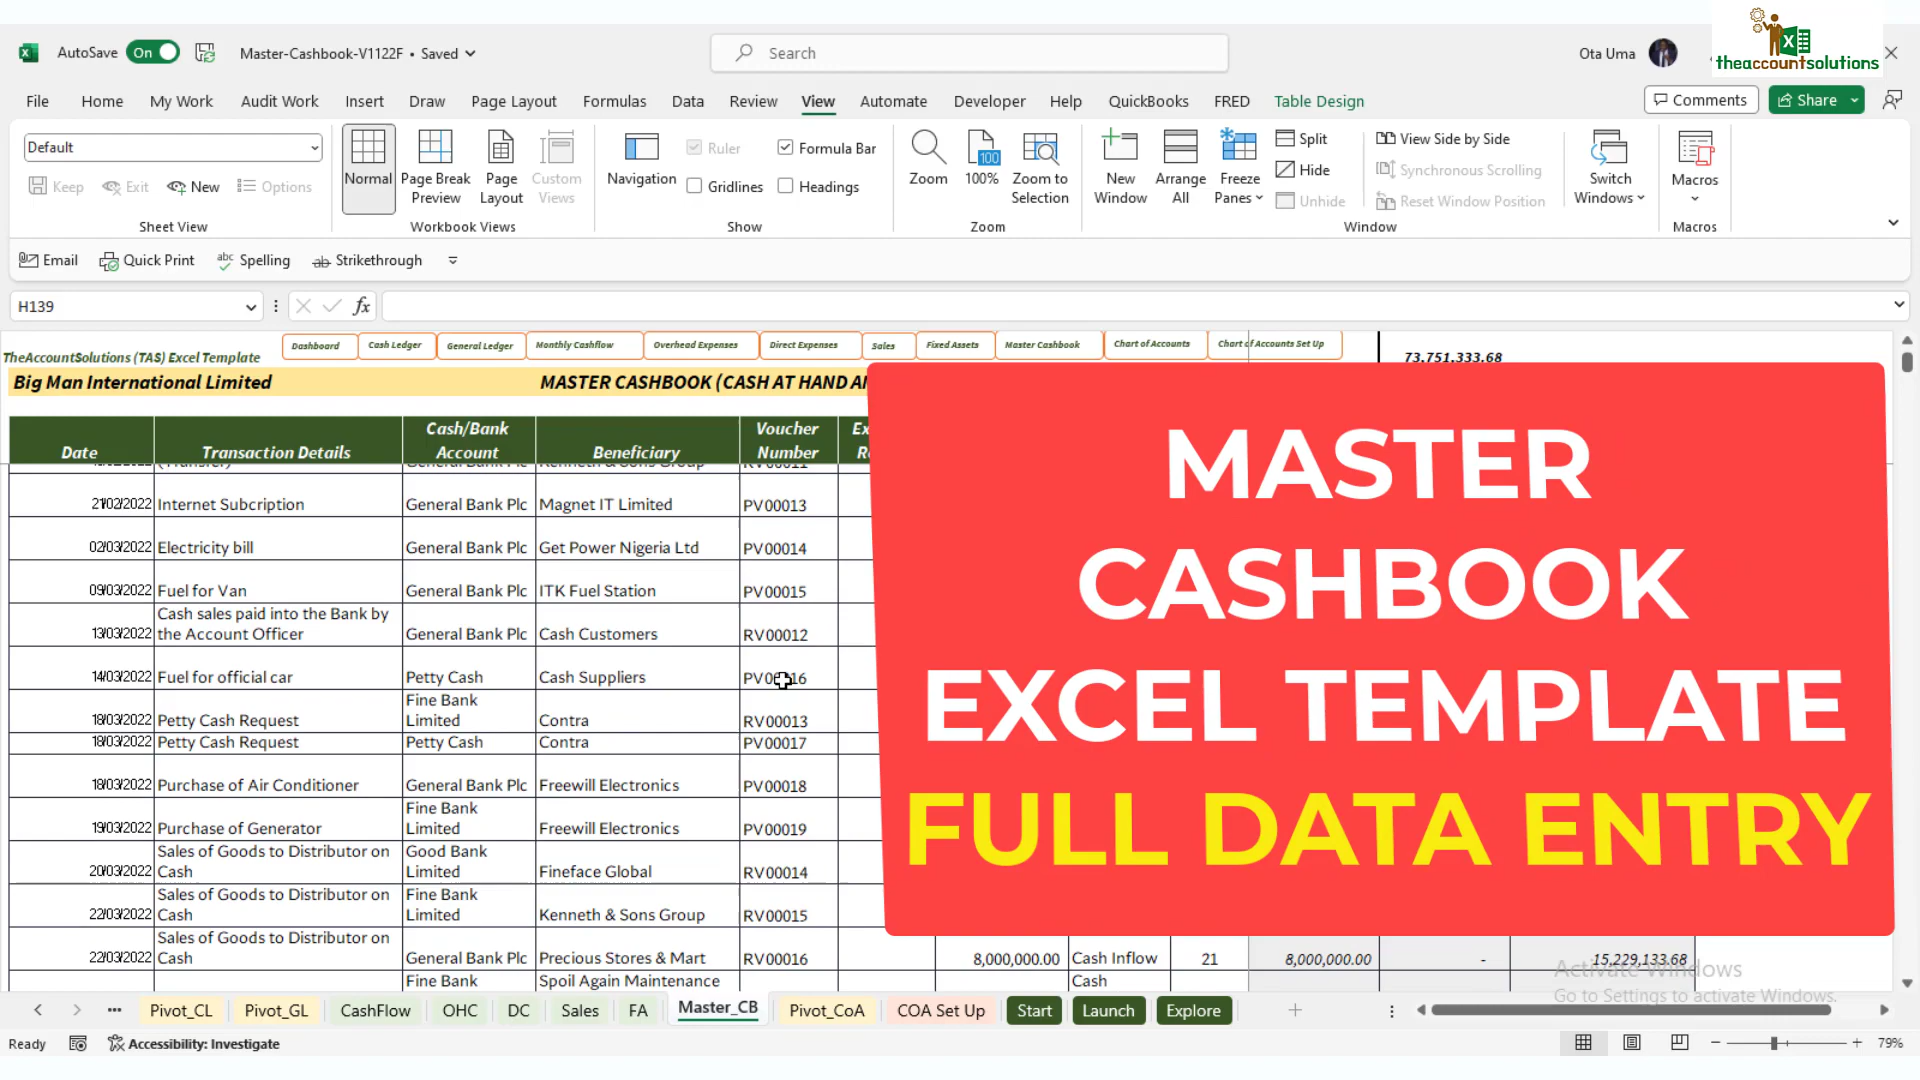 theaccountsolutions
AutoSave On Master-Cashbook-V1122F • Saved Search Ota Uma
File Home My Work Audit Work Insert Draw Page Layout Formulas Data Review View Automate Developer Help QuickBooks FRED Table Design Comments Share
Default
Keep Exit New Options
Sheet View
Normal Page Break Preview Page Layout Custom Views
Workbook Views
Navigation Ruler Formula Bar Gridlines Headings
Show
Zoom 100 100% Zoom to Selection
Zoom
New Window Arrange All Freeze Panes Split Hide Unhide View Side by Side Synchronous Scrolling Reset Window Position Switch Windows
Window
Macros
Macros
Email Quick Print abc Spelling ab Strikethrough
H139 fx
TheAccount$olutions (TAS) Excel Template Dashboard Cash Ledger General Ledger Monthly Cashflow Overhead Expenses Direct Expenses Sales Fixed Assets Master Cashbook Chart of Accounts Chart of Accounts Set Up
73,751,333.68
Big Man International Limited MASTER CASHBOOK (CASH AT HAND A
Date Transaction Details Cash/Bank Account Beneficiary Voucher Number
21/02/2022 Internet Subcription General Bank Plc Magnet IT Limited PV00013
02/03/2022 Electricity bill General Bank Plc Get Power Nigeria Ltd PV00014
09/03/2022 Fuel for Van General Bank Plc ITK Fuel Station PV00015
13/03/2022 Cash sales paid into the Bank by the Account Officer General Bank Plc Cash Customers RV00012
14/03/2022 Fuel for official car Petty Cash Cash Suppliers
18/03/2022 Petty Cash Request Fine Bank Limited Contra RV00013
18/03/2022 Petty Cash Request Petty Cash Contra PV00017
18/03/2022 Purchase of Air Conditioner General Bank Plc Freewill Electronics PV00018
19/03/2022 Purchase of Generator Fine Bank Limited Freewill Electronics PV00019
20/03/2022 Sales of Goods to Distributor on Cash Good Bank Limited Fineface Global RV00014
22/03/2022 Sales of Goods to Distributor on Cash Fine Bank Limited Kenneth & Sons Group RV00015
22/03/2022 Sales of Goods to Distributor on Cash General Bank Plc Precious Stores & Mart RV00016 8,000,000.00 Cash Inflow 21 8,000,000.00 - 15,229,133.68
Fine Bank Spoil Again Maintenance Cash
MASTER
CASHBOOK
EXCEL TEMPLATE
FULL DATA ENTRY
Activate Windows
Go to Settings to activate Windows.
Pivot_CL Pivot_GL CashFlow OHC DC Sales FA Master_CB Pivot_CoA COA Set Up Start Launch Explore
Ready Accessibility: Investigate 79%